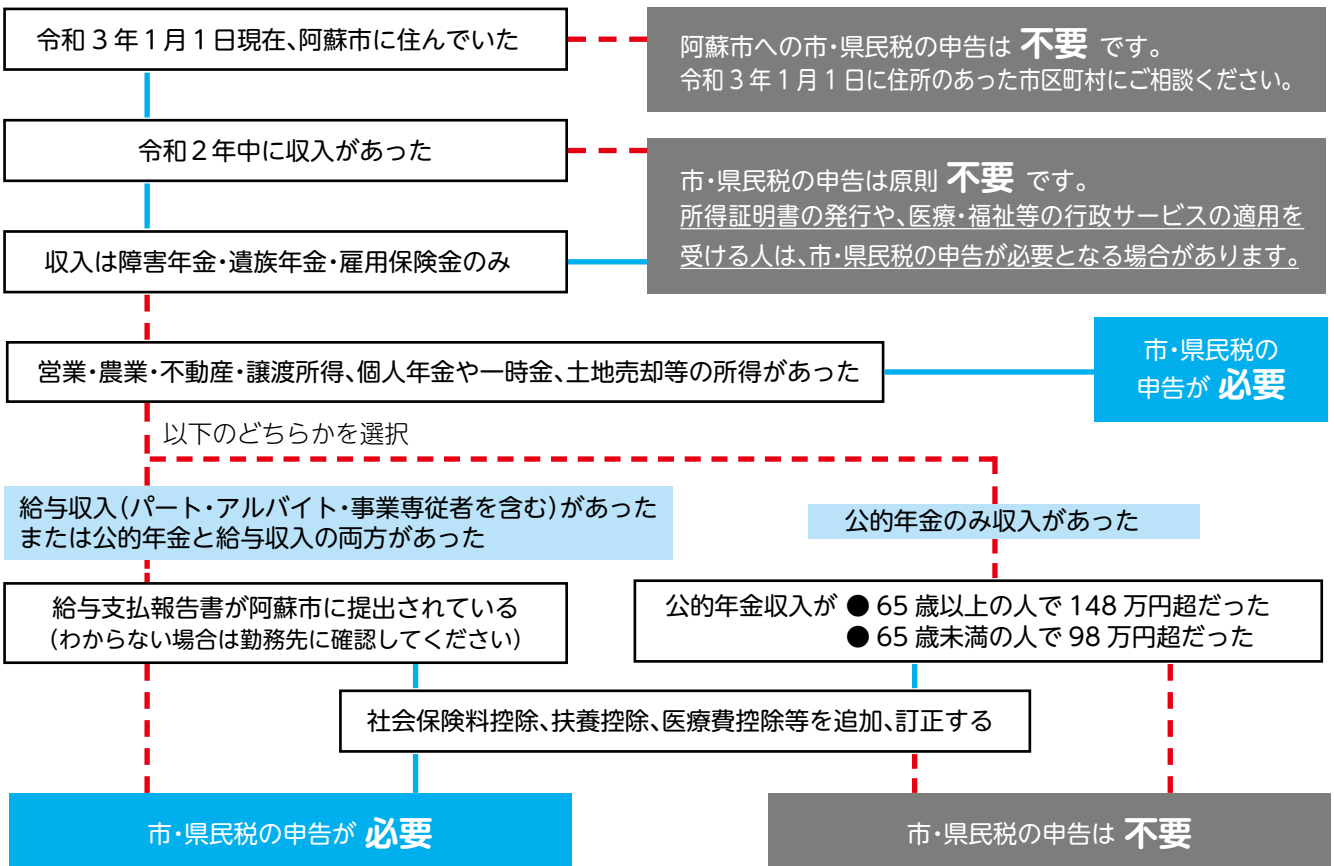 令和3年1月1日現在、阿蘇市に住んでいた
阿蘇市への市・県民税の申告は 不要 です。
令和3年1月1日に住所のあった市区町村にご相談ください。
令和2年中に収入があった
市・県民税の申告は原則 不要 です。
所得証明書の発行や、医療・福祉等の行政サービスの適用を
受ける人は、市・県民税の申告が必要となる場合があります。
収入は障害年金・遺族年金・雇用保険金のみ
営業・農業・不動産・譲渡所得、個人年金や一時金、土地売却等の所得があった
市・県民税の
申告が 必要
以下のどちらかを選択
給与収入(パート・アルバイト・事業専従者を含む)があった
または公的年金と給与収入の両方があった
公的年金のみ収入があった
給与支払報告書が阿蘇市に提出されている
(わからない場合は勤務先に確認してください)
公的年金収入が ● 65 歳以上の人で 148 万円超だった
● 65 歳未満の人で 98 万円超だった
社会保険料控除、扶養控除、医療費控除等を追加、訂正する
市・県民税の申告が 必要
市・県民税の申告は 不要